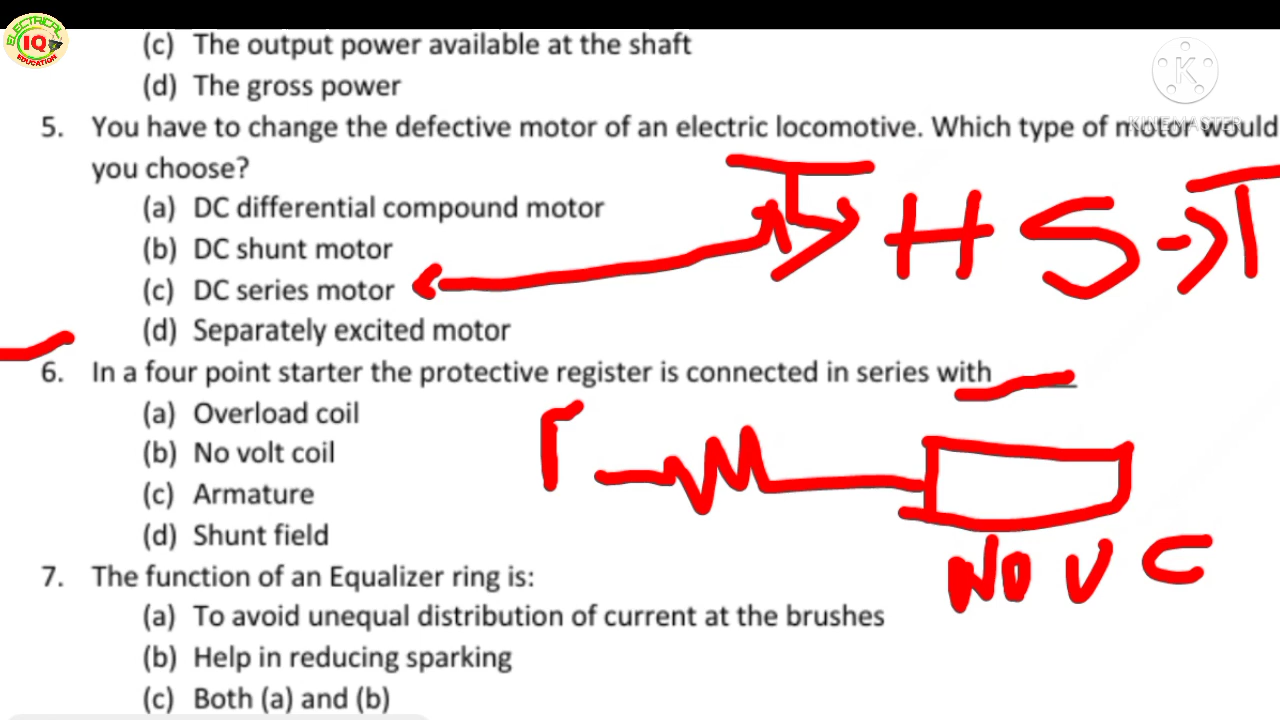 ELECTRICAL
IQ
EDUCATION
(c) The output power available at the shaft
K
(d) The gross power
KINEMASTER
5. You have to change the defective motor of an electric locomotive. Which type of motor would
you choose?
(a) DC differential compound motor
H S → T
(b) DC shunt motor
(c) DC series motor
(d) Separately excited motor
6. In a four point starter the protective register is connected in series with
(a) Overload coil
(b) No volt coil
(c) Armature
(d) Shunt field
NO V C
7. The function of an Equalizer ring is:
(a) To avoid unequal distribution of current at the brushes
(b) Help in reducing sparking
(c) Both (a) and (b)